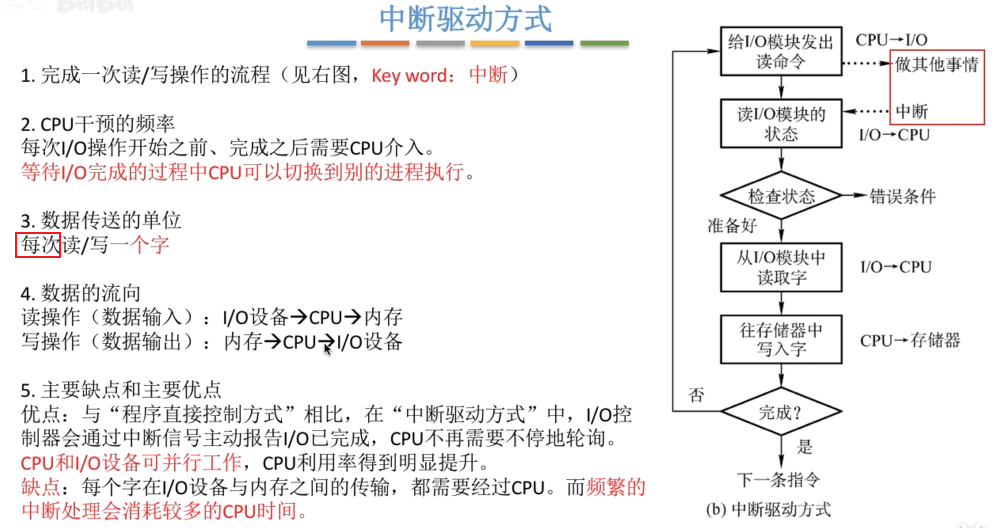 中断驱动方式
1. 完成一次读/写操作的流程（见右图，Key word：中断）
2. CPU干预的频率
每次I/O操作开始之前、完成之后需要CPU介入。
等待I/O完成的过程中CPU可以切换到别的进程执行。
3. 数据传送的单位
每次读/写一个字
4. 数据的流向
读操作（数据输入）：I/O设备→CPU→内存
写操作（数据输出）：内存→CPU→I/O设备
5. 主要缺点和主要优点
优点：与“程序直接控制方式”相比，在“中断驱动方式”中，I/O控
制器会通过中断信号主动报告I/O已完成，CPU不再需要不停地轮询。
CPU和I/O设备可并行工作，CPU利用率得到明显提升。
缺点：每个字在I/O设备与内存之间的传输，都需要经过CPU。而频繁的
中断处理会消耗较多的CPU时间。
给I/O模块发出
读命令
CPU→I/O
做其他事情
中断
读I/O模块的
状态
I/O→CPU
检查状态
错误条件
准备好
从I/O模块中
读取字
I/O→CPU
往存储器中
写入字
CPU→存储器
否
完成？
是
下一条指令
(b) 中断驱动方式